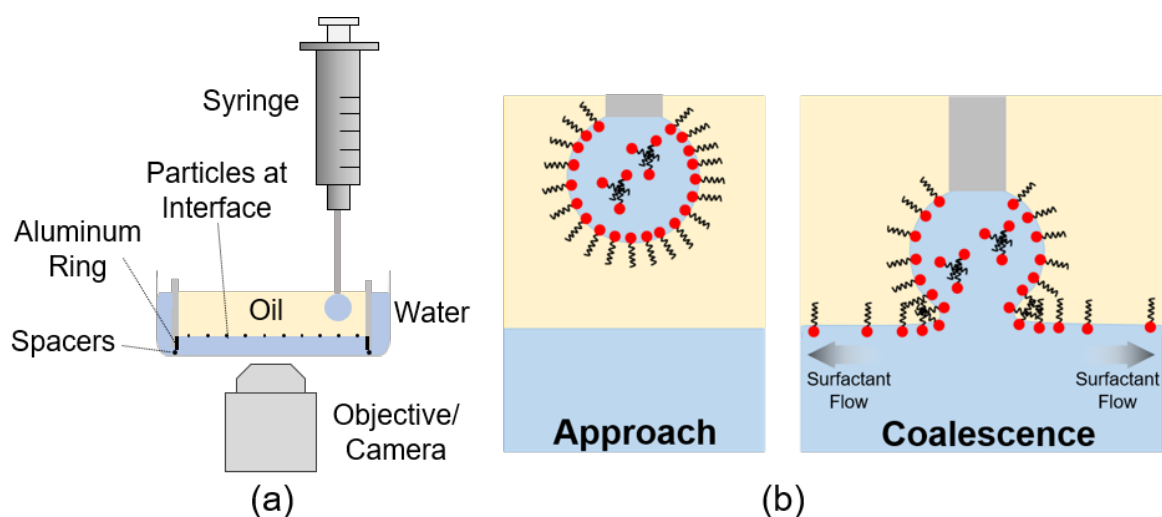 Syringe
Particles at
Interface
Aluminum
Ring
Oil
Water
Spacers
Objective/
Camera
(a)
Approach
Surfactant
Flow
Surfactant
Flow
Coalescence
(b)